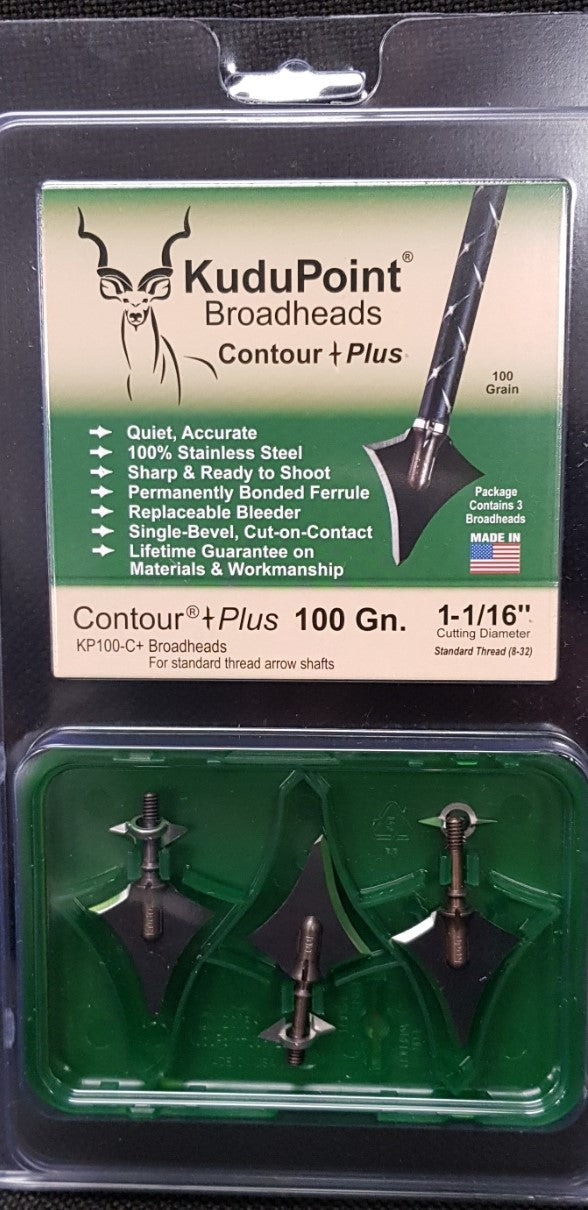 KuduPoint®
Broadheads
Contour Plus
100
Grain
Quiet, Accurate
100% Stainless Steel
Sharp & Ready to Shoot
Permanently Bonded Ferrule
Replaceable Bleeder
Single-Bevel, Cut-on-Contact
Lifetime Guarantee on
Materials & Workmanship
Package
Contains 3
Broadheads
MADE IN
Contour® Plus 100 Gn.
KP100-C+ Broadheads
For standard thread arrow shafts
1-1/16"
Cutting Diameter
Standard Thread (8-32)